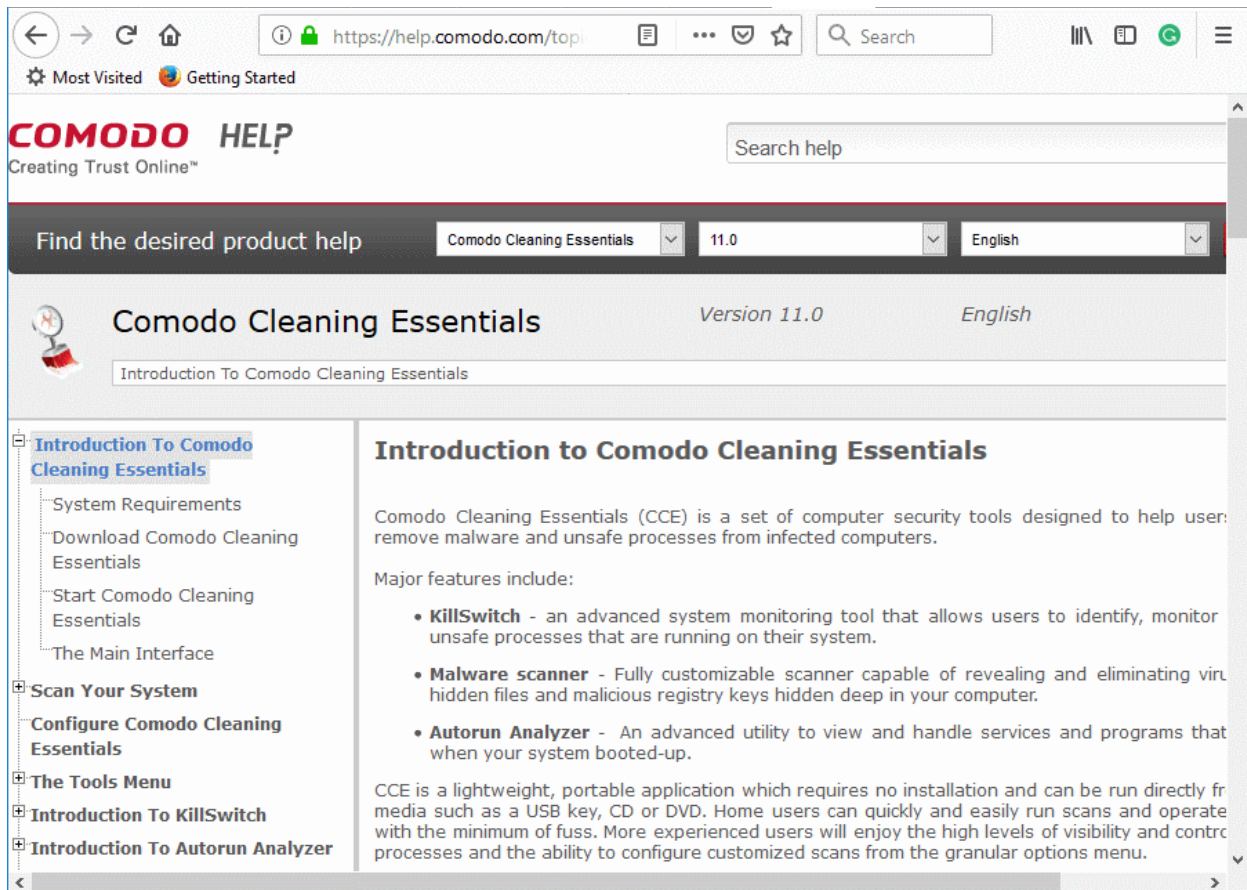 https://help.comodo.com/top
Search
Most Visited
Getting Started
COMODO HELP
Creating Trust Online™
Search help
Find the desired product help
Comodo Cleaning Essentials
11.0
English
Comodo Cleaning Essentials
Version 11.0
English
Introduction To Comodo Cleaning Essentials
Introduction To Comodo
Cleaning Essentials
System Requirements
Download Comodo Cleaning
Essentials
Start Comodo Cleaning
Essentials
The Main Interface
Scan Your System
Configure Comodo Cleaning
Essentials
The Tools Menu
Introduction To KillSwitch
Introduction To Autorun Analyzer
Introduction to Comodo Cleaning Essentials
Comodo Cleaning Essentials (CCE) is a set of computer security tools designed to help users
remove malware and unsafe processes from infected computers.
Major features include:
• KillSwitch - an advanced system monitoring tool that allows users to identify, monitor
unsafe processes that are running on their system.
• Malware scanner - Fully customizable scanner capable of revealing and eliminating
hidden files and malicious registry keys hidden deep in your computer.
• Autorun Analyzer - An advanced utility to view and handle services and programs that
when your system booted-up.
CCE is a lightweight, portable application which requires no installation and can be run directly
media such as a USB key, CD or DVD. Home users can quickly and easily run scans and operate
with the minimum of fuss. More experienced users will enjoy the high levels of visibility and
processes and the ability to configure customized scans from the granular options menu.